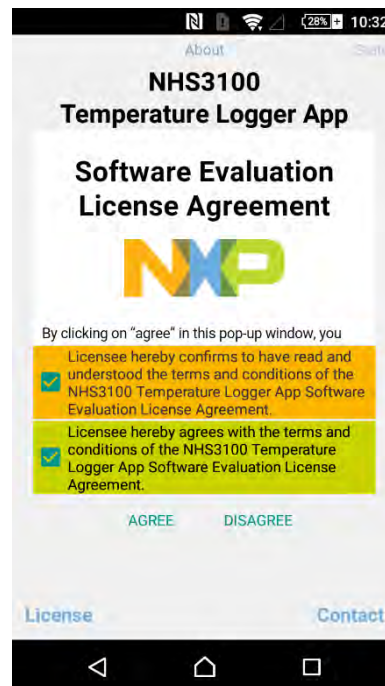 28% 10:32
About
NHS3100
Temperature Logger App
Software Evaluation
License Agreement
NXP
By clicking on “agree” in this pop-up window, you
Licensee hereby confirms to have read and
understood the terms and conditions of the
NHS3100 Temperature Logger App Software
Evaluation License Agreement.
Licensee hereby agrees with the terms and
conditions of the NHS3100 Temperature
Logger App Software Evaluation License
Agreement.
AGREE DISAGREE
License Contact